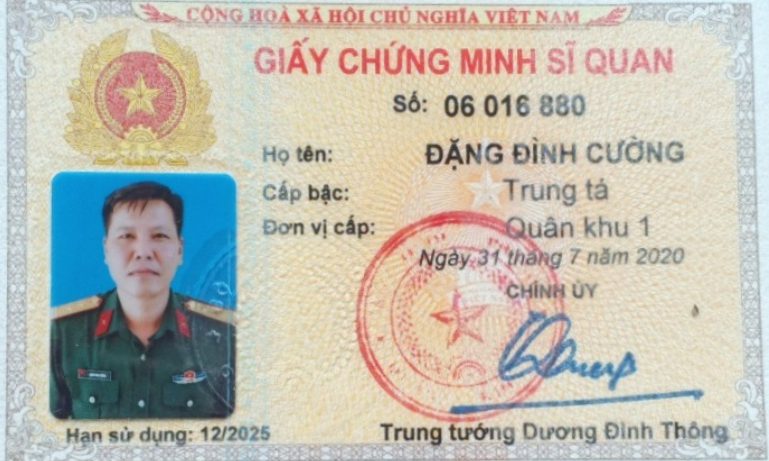 CỘNG HOÀ XÃ HỘI CHỦ NGHĨA VIỆT NAM
GIẤY CHỨNG MINH SĨ QUAN
Số: 06 016 880
Họ tên: ĐẶNG ĐÌNH CƯỜNG
Cấp bậc: Trung tá
Đơn vị cấp: Quân khu 1
Ngày 31 tháng 7 năm 2020
CHÍNH ỦY
Hạn sử dụng: 12/2025
Trung tướng Dương Đình Thông